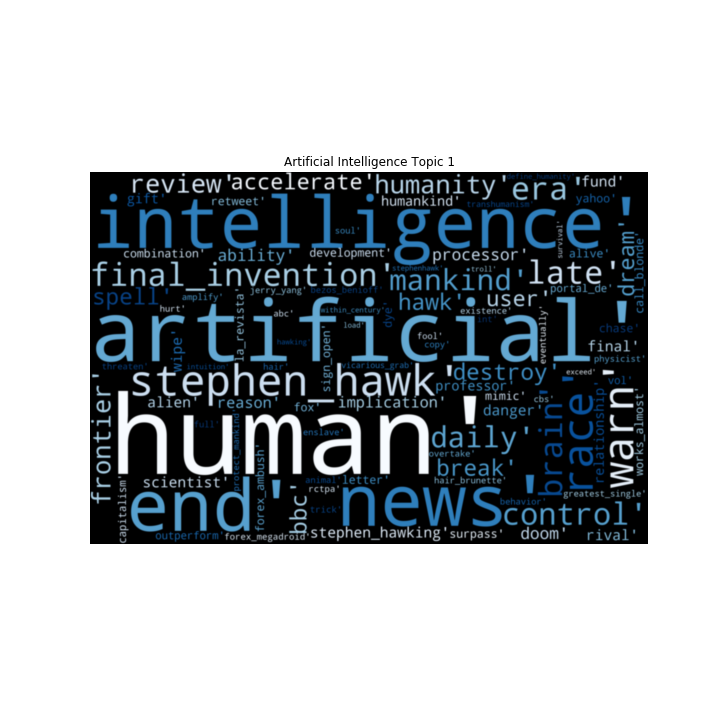 Artificial Intelligence Topic 1
review' accelerate' humanity' era' fund' define_humanity'
gift' retweet' humankind' transhumanism' yahoo'
intelligence'
soul' survival'
combination' ability' development' processor' alive' dream' call_blonde'
final_invention' stephenhawk' troll' mankind' late'
spell' amplify' jerry_yang' bezos_benioff' hawk' user' portal_de'
hurt' abc' within_century' dye' existence' int' chase'
artificial'
load' fool' copy' eventually' final'
wipe' la_revista' hawking' sign_open' physicist'
threaten' intuition' hair' vicarious_grab' destroy' exceed'
stephen_hawk' professor' vol'
frontier' alien' reason' fox' implication' mimic' cbs' danger' relationship' warn' works_almost'
human' full' protect_mankind' enslave' daily' brain' race'
overtake'
break'
scientist' forex_ambush' animal' letter' hair_brunette'
capitalism' end' bbc' rctpa' news' behavior' greatest_single'
trick' control'
outperform' forex_megadroid' stephen_hawking' surpass' doom' rival'